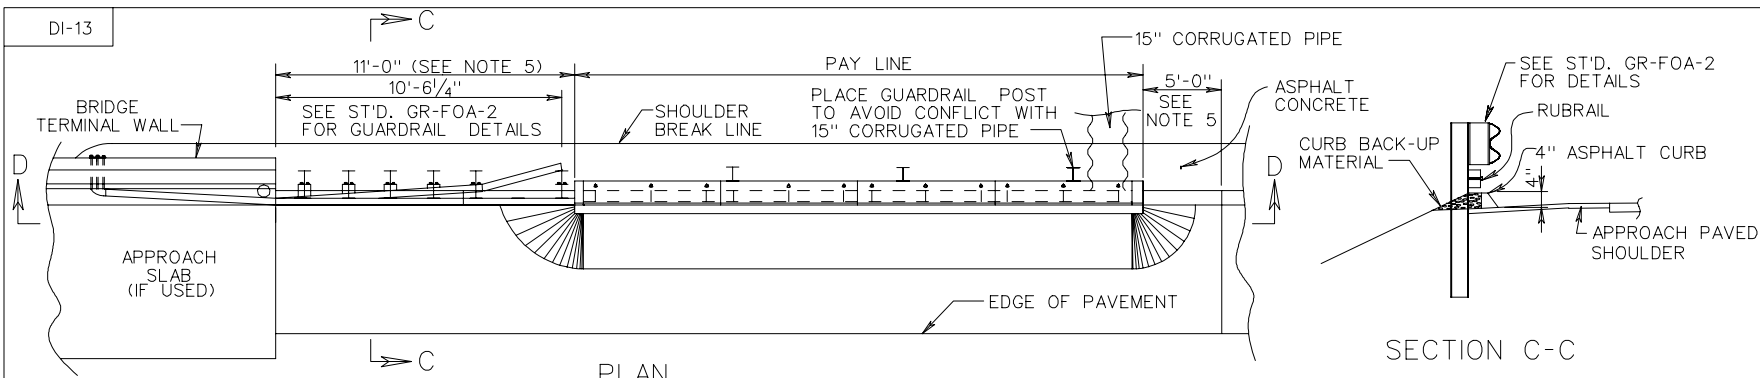 DI-13
C
11'-0" (SEE NOTE 5)
10'-6 1/4"
SEE ST'D. GR-FOA-2
FOR GUARDRAIL DETAILS
BRIDGE
TERMINAL WALL
SHOULDER
BREAK LINE
PAY LINE
PLACE GUARDRAIL POST
TO AVOID CONFLICT WITH
15" CORRUGATED PIPE
15" CORRUGATED PIPE
5'-0"
SEE
NOTE 5
ASPHALT
CONCRETE
D
D
APPROACH
SLAB
(IF USED)
EDGE OF PAVEMENT
C
PLAN
SEE ST'D. GR-FOA-2
FOR DETAILS
RUBRAIL
CURB BACK-UP
MATERIAL
4" ASPHALT CURB
4"
APPROACH PAVED
SHOULDER
SECTION C-C